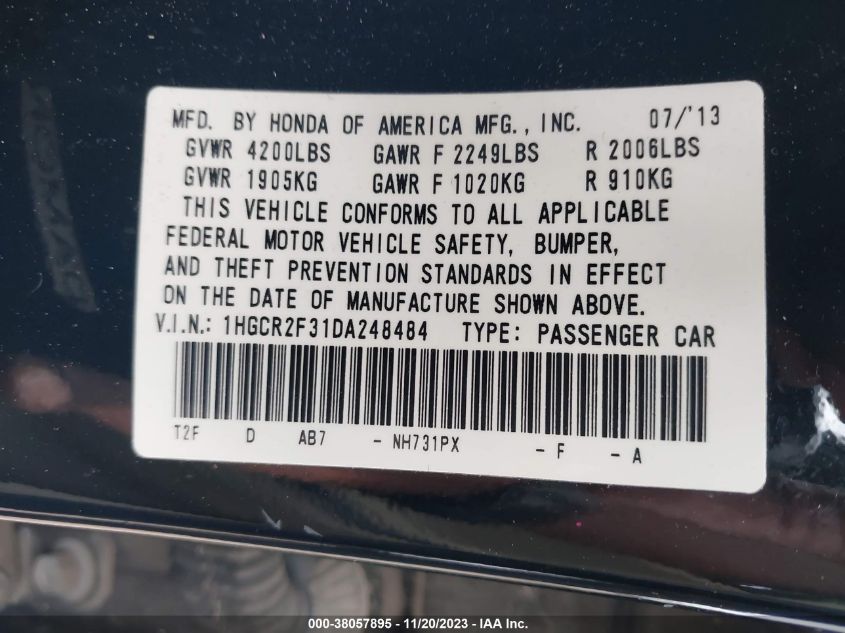 MFD. BY HONDA OF AMERICA MFG., INC. 07/'13
GVWR 4200LBS GAWR F 2249LBS R 2006LBS
GVWR 1905KG GAWR F 1020KG R 910KG
THIS VEHICLE CONFORMS TO ALL APPLICABLE
FEDERAL MOTOR VEHICLE SAFETY, BUMPER,
AND THEFT PREVENTION STANDARDS IN EFFECT
ON THE DATE OF MANUFACTURE SHOWN ABOVE.
V.I.N.: 1HGCR2F31DA248484 TYPE: PASSENGER CAR
T2F D AB7 - NH731PX - F - A
000-38057895 - 11/20/2023 - IAA Inc.